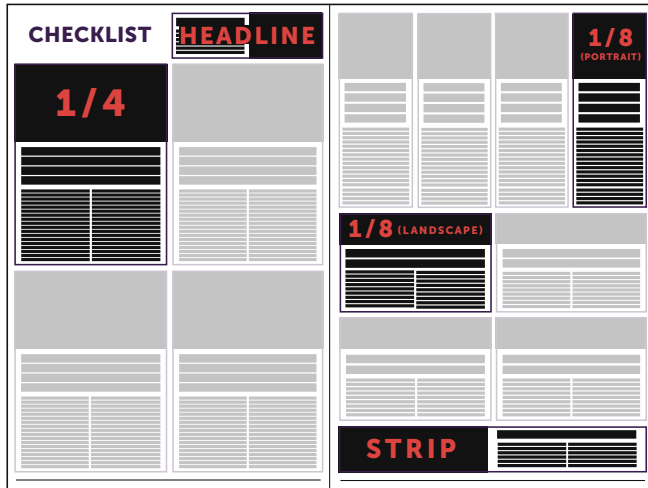 CHECKLIST
HEADLINE
1/4
1/8
(PORTRAIT)
1/8 (LANDSCAPE)
STRIP